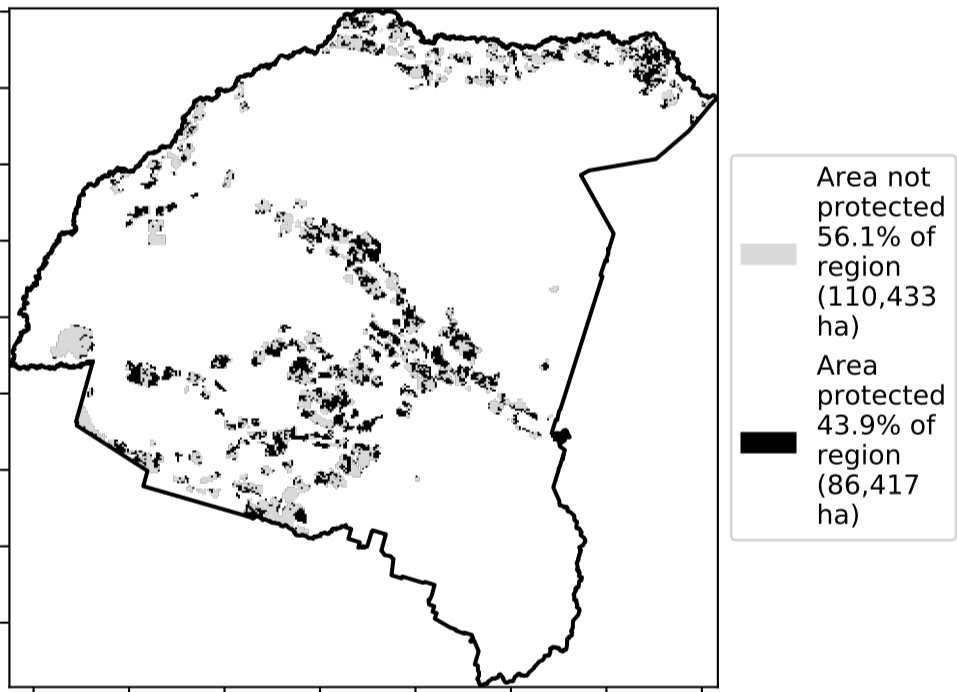 Area not
protected
56.1% of
region
(110,433
ha)
Area
protected
43.9% of
region
(86,417
ha)